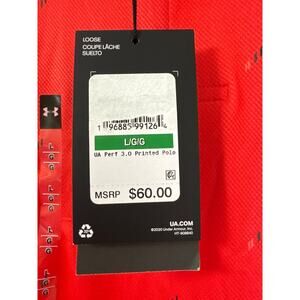 LOOSE
COUPE LÂCHE
SUELTO
1 96885 99126 4
L/G/G
UA Perf 3.0 Printed Polo
MSRP $60.00
UA.COM
©2020 Under Armour, Inc.